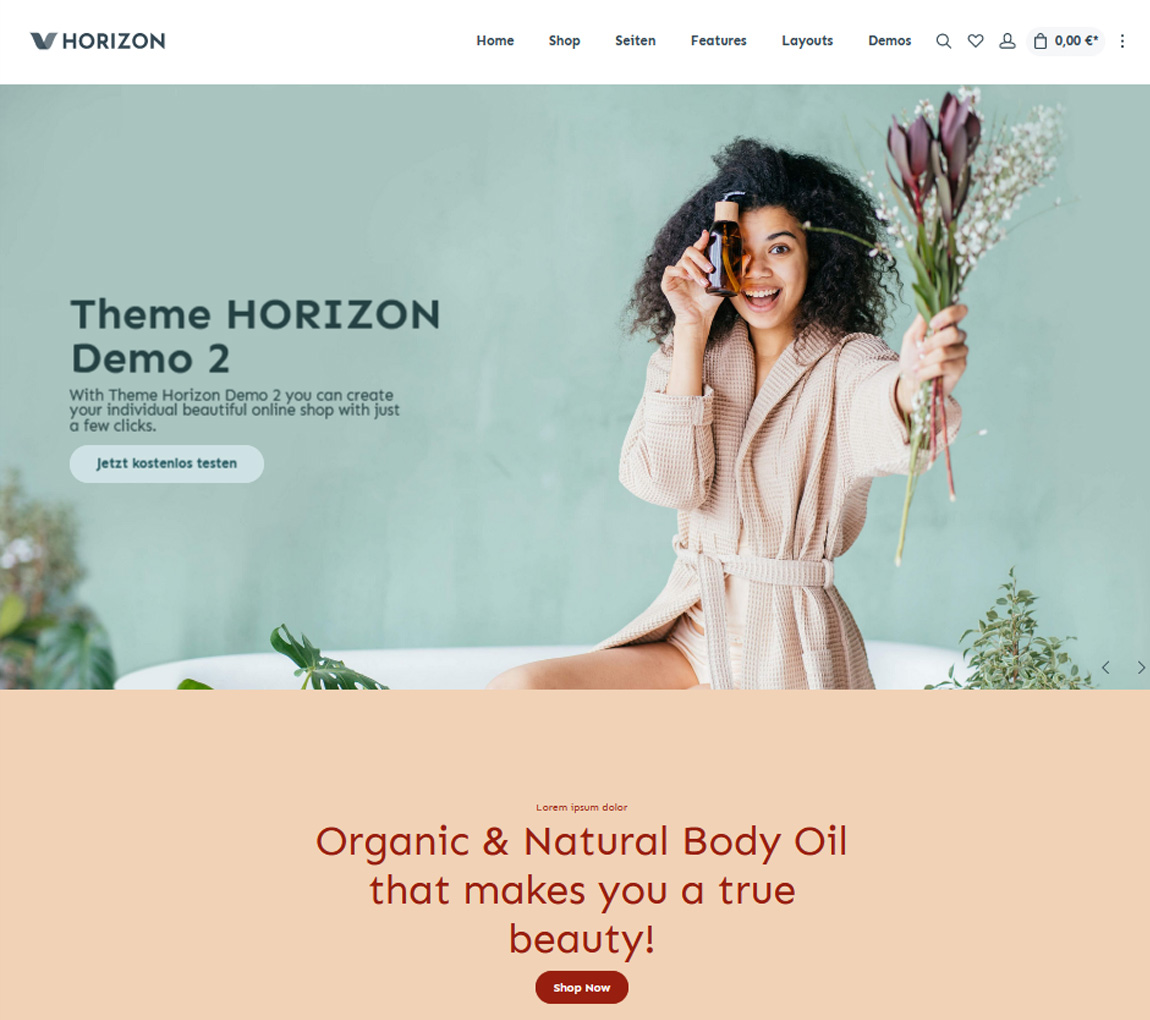 HORIZON
Home Shop Seiten Features Layouts Demos 0,00 €*
Theme HORIZON
Demo 2
With Theme Horizon Demo 2 you can create
your individual beautiful online shop with just
a few clicks.
Jetzt kostenlos testen
Lorem ipsum dolor
Organic & Natural Body Oil
that makes you a true
beauty!
Shop Now